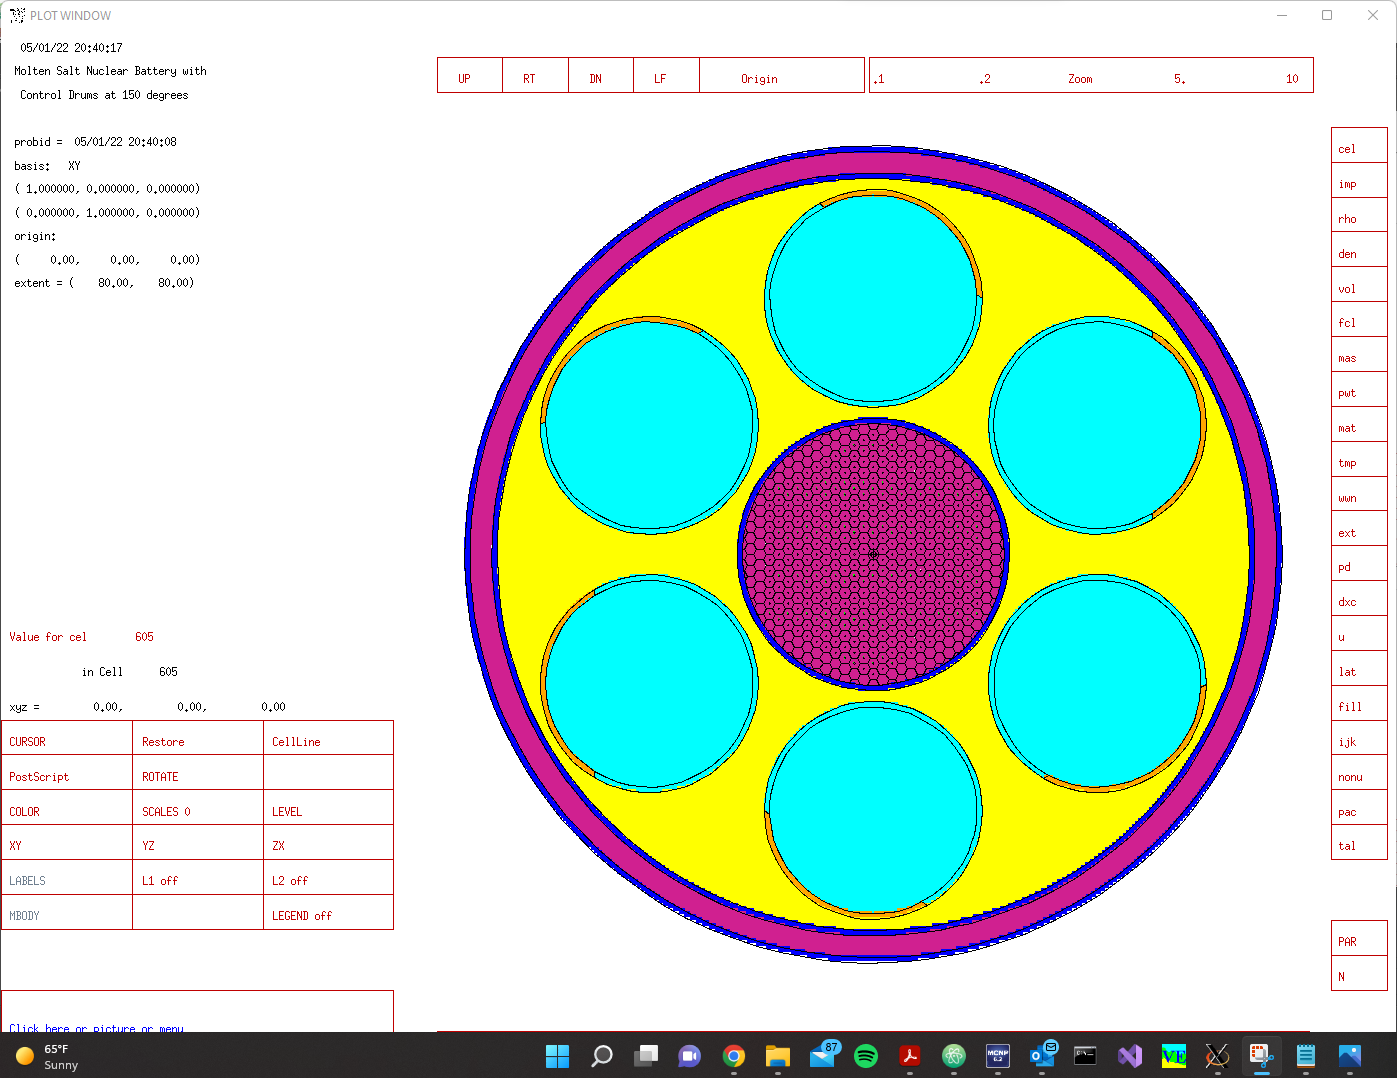 PLOT WINDOW
05/01/22 20:40:17
Molten Salt Nuclear Battery with
Control Drums at 150 degrees
probid = 05/01/22 20:40:08
basis: XY
( 1.000000, 0.000000, 0.000000)
( 0.000000, 1.000000, 0.000000)
origin:
( 0.00, 0.00, 0.00)
extent = ( 80.00, 80.00)
UP RT DN LF Origin .1 .2 Zoom 5. 10
cel
imp
rho
den
vol
fcl
mas
pwt
mat
tmp
wwn
ext
pd
dxc
u
lat
fill
ijk
nonu
pac
tal
PAR
N
Value for cel 605
in Cell 605
xyz = 0.00, 0.00, 0.00
CURSOR Restore CellLine
PostScript ROTATE
COLOR SCALES 0 LEVEL
XY YZ ZX
LABELS L1 off L2 off
MBODY LEGEND off
Click here or picture or menu
65°F
Sunny
87
MCNP
6.2
C:\_
VE